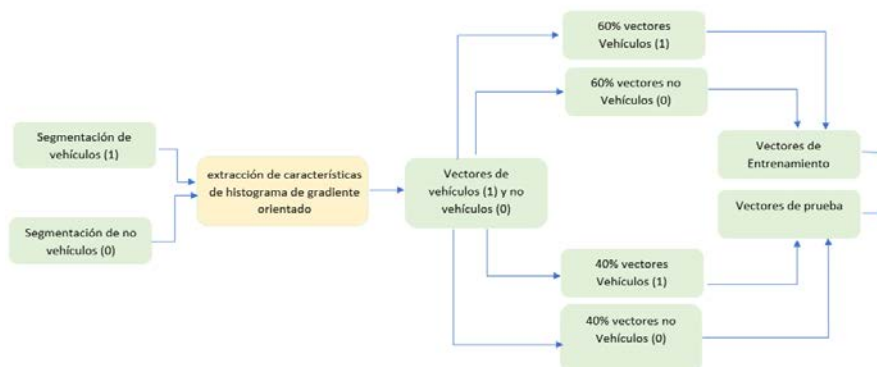 Segmentación de
vehículos (1)
Segmentación de no
vehículos (0)
extracción de características
de histograma de gradiente
orientado
Vectores de
vehículos (1) y no
vehículos (0)
60% vectores
Vehículos (1)
60% vectores no
Vehículos (0)
40% vectores
Vehículos (1)
40% vectores no
Vehículos (0)
Vectores de
Entrenamiento
Vectores de prueba